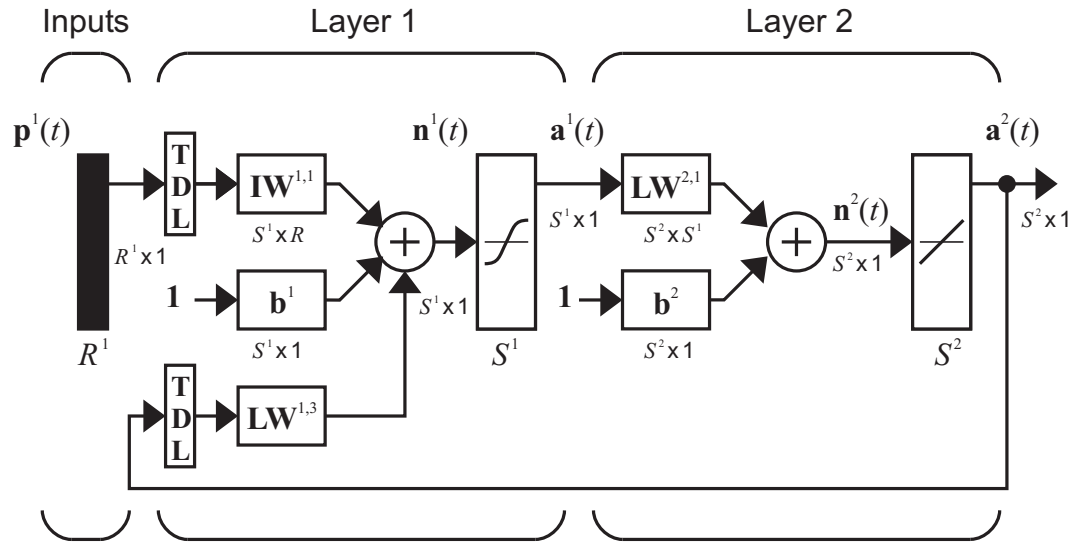 Inputs
Layer 1
Layer 2
p¹(t)
n¹(t)
a¹(t)
a²(t)
TDL
IW¹,¹
LW²,¹
n²(t)
R¹ x 1
S¹ x R
S¹ x 1
S² x S¹
S² x 1
S² x 1
1
b¹
S¹ x 1
1
b²
R¹
S¹ x 1
S¹
S² x 1
S²
TDL
LW¹,³